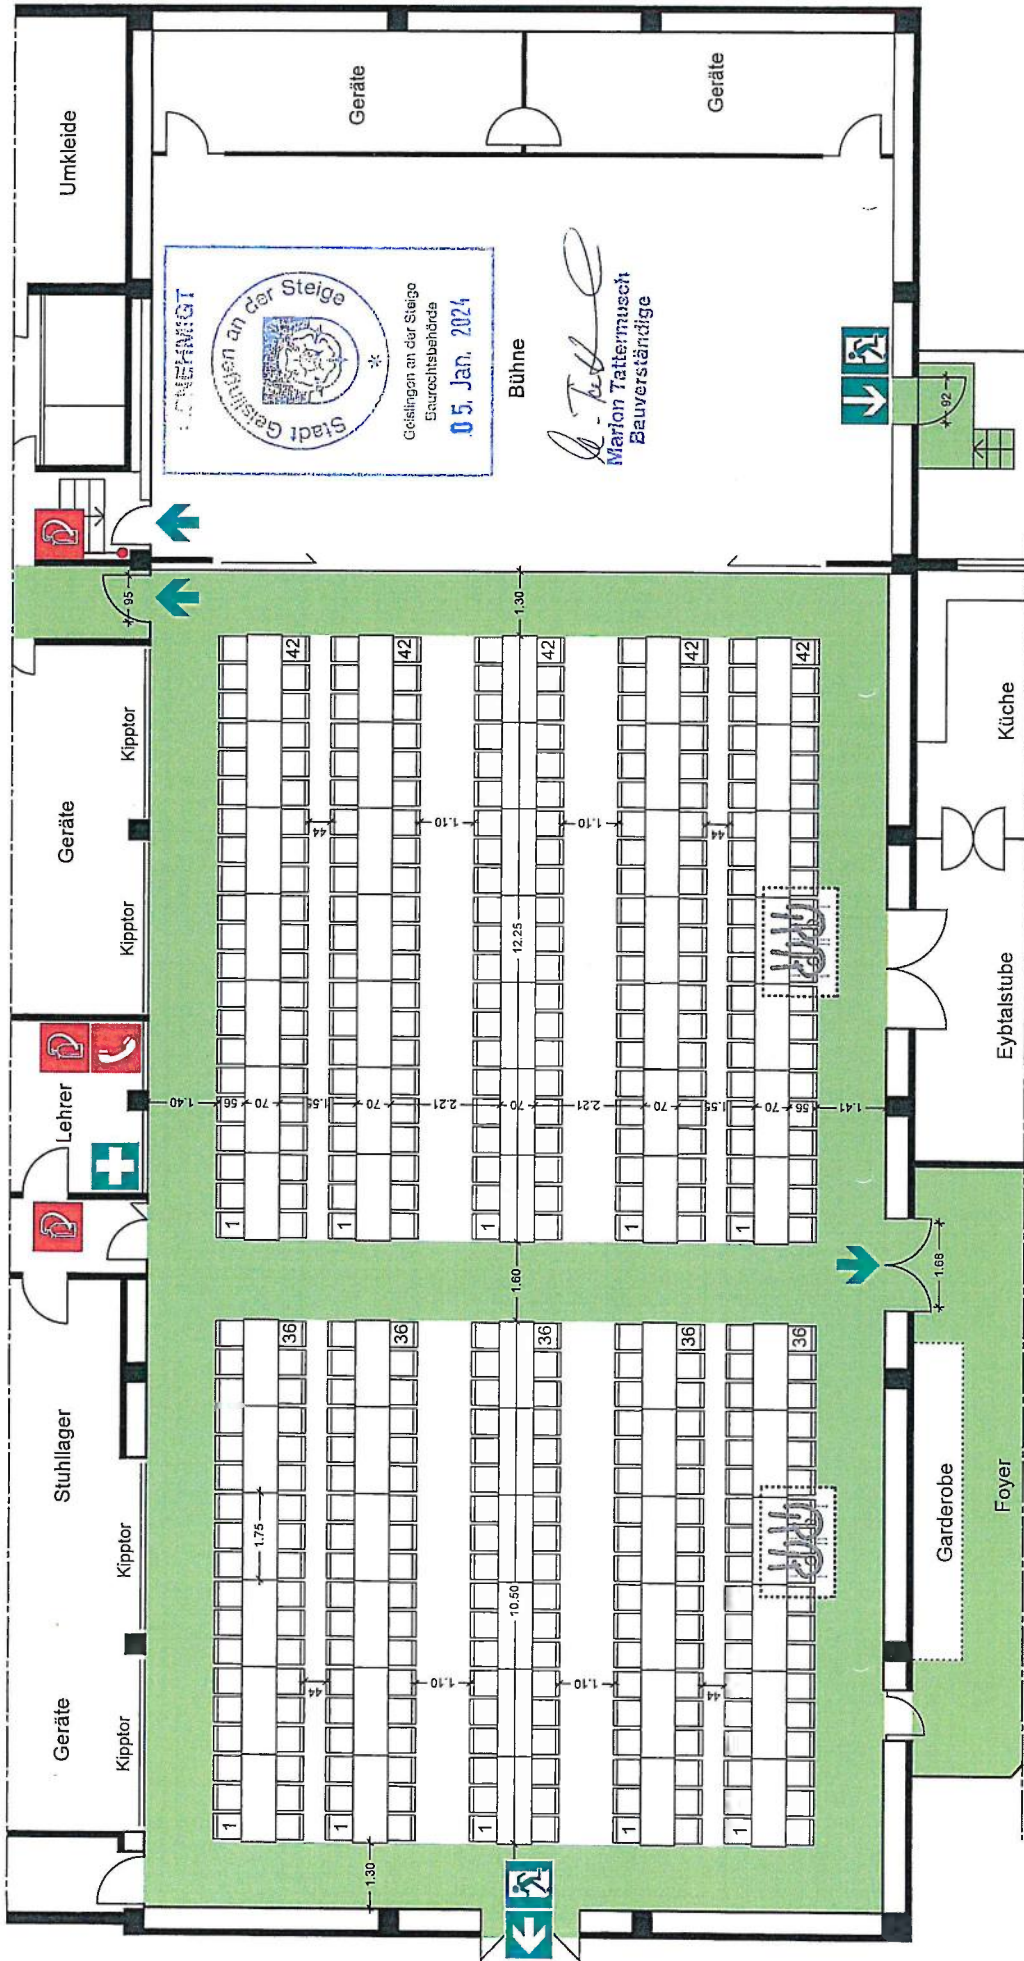 Umkleide
Geräte
Geräte
Stadt Geislingen an der Steige
Geislingen an der Steige
Baurechtsbehörde
05. Jan. 2024
Bühne
Marion Tattermusch
Bauverständige
92
95
1.30
Geräte
Kipptor
Kipptor
Lehrer
Stuhllager
Kipptor
Geräte
Kipptor
42
42
42
42
42
44
1.10
1.10
44
12.25
1.40
56
70
1.55
70
2.21
70
2.21
70
1.55
70
56
1.41
1
1
1
1
1
1.60
1.68
36
36
36
36
36
1.75
10.50
44
1.10
1.10
44
1
1
1
1
1
1.30
Küche
Eybtalstube
Garderobe
Foyer